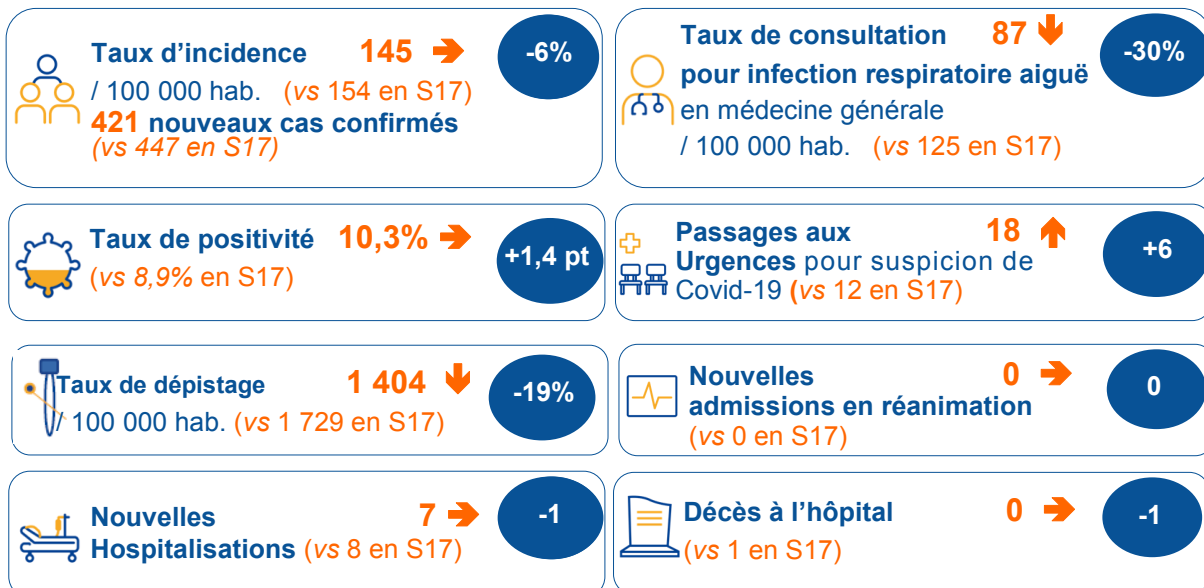 Taux d’incidence 145 -6%
/ 100 000 hab. (vs 154 en S17)
421 nouveaux cas confirmés
(vs 447 en S17)
Taux de consultation 87 -30%
pour infection respiratoire aiguë
en médecine générale
/ 100 000 hab. (vs 125 en S17)
Taux de positivité 10,3% +1,4 pt
(vs 8,9% en S17)
Passages aux 18 +6
Urgences pour suspicion de
Covid-19 (vs 12 en S17)
Taux de dépistage 1 404 -19%
/ 100 000 hab. (vs 1 729 en S17)
Nouvelles 0 0
admissions en réanimation
(vs 0 en S17)
Nouvelles 7 -1
Hospitalisations (vs 8 en S17)
Décès à l’hôpital 0 -1
(vs 1 en S17)